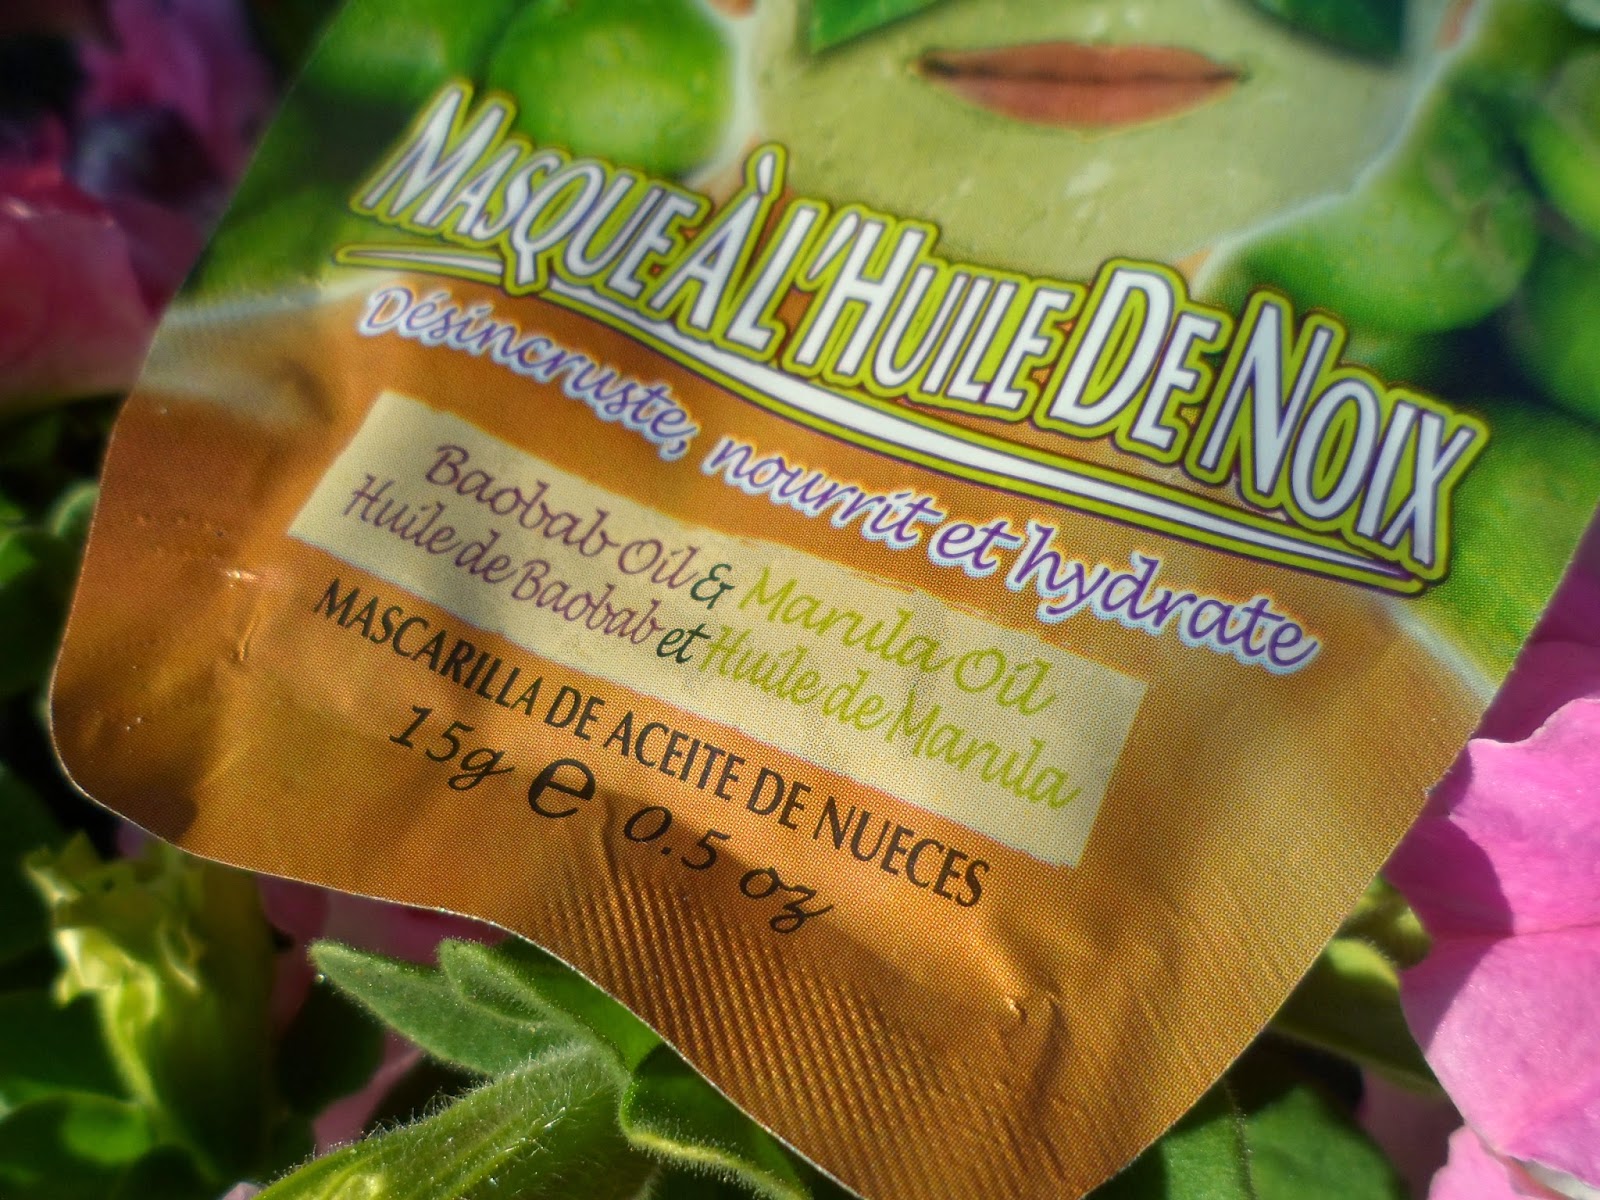 MASQUE À L'HUILE DE NOIX
Désincruste, nourrit et hydrate
Baobab Oil & Marula Oil
Huile de Baobab et Huile de Marula
MASCARILLA DE ACEITE DE NUECES
15g e 0.5 oz